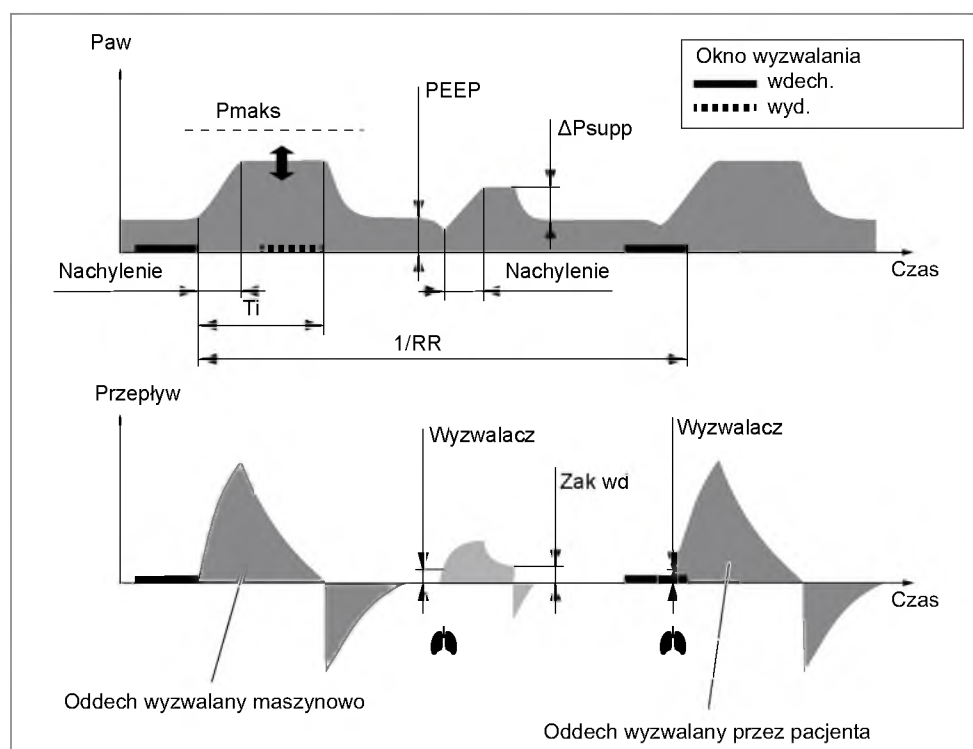 Paw
Okno wyzwalania
wdech.
wyd.
PEEP
Pmaks
ΔPsupp
Nachylenie
Nachylenie
Czas
Ti
1/RR
Przepływ
Wyzwalacz
Wyzwalacz
Zak wd
Czas
Oddech wyzwalany maszynowo
Oddech wyzwalany przez pacjenta